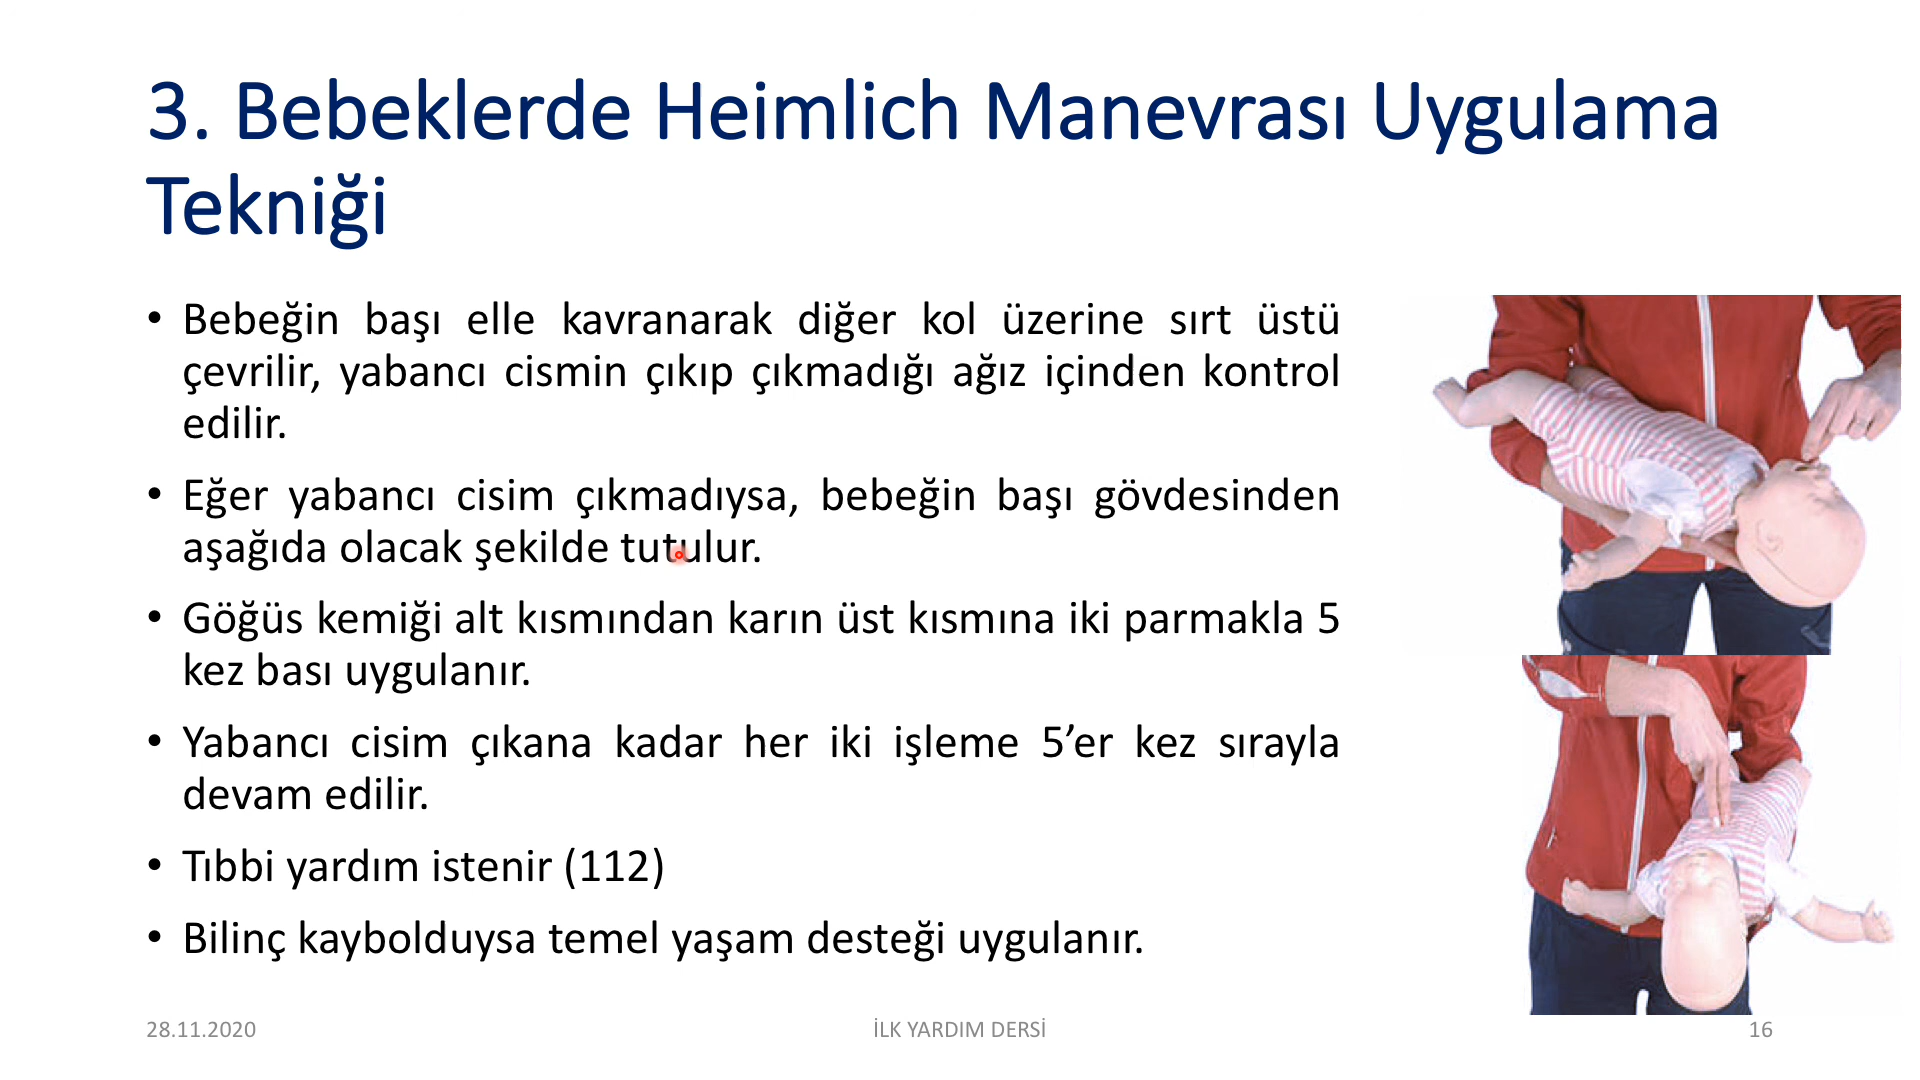 3. Bebeklerde Heimlich Manevrası Uygulama
Tekniği
• Bebeğin başı elle kavranarak diğer kol üzerine sırt üstü
çevrilir, yabancı cismin çıkıp çıkmadığı ağız içinden kontrol
edilir.
• Eğer yabancı cisim çıkmadıysa, bebeğin başı gövdesinden
aşağıda olacak şekilde tutulur.
• Göğüs kemiği alt kısmından karın üst kısmına iki parmakla 5
kez bası uygulanır.
• Yabancı cisim çıkana kadar her iki işleme 5’er kez sırayla
devam edilir.
• Tıbbi yardım istenir (112)
• Bilinç kaybolduysa temel yaşam desteği uygulanır.
28.11.2020
İLK YARDIM DERSİ
16